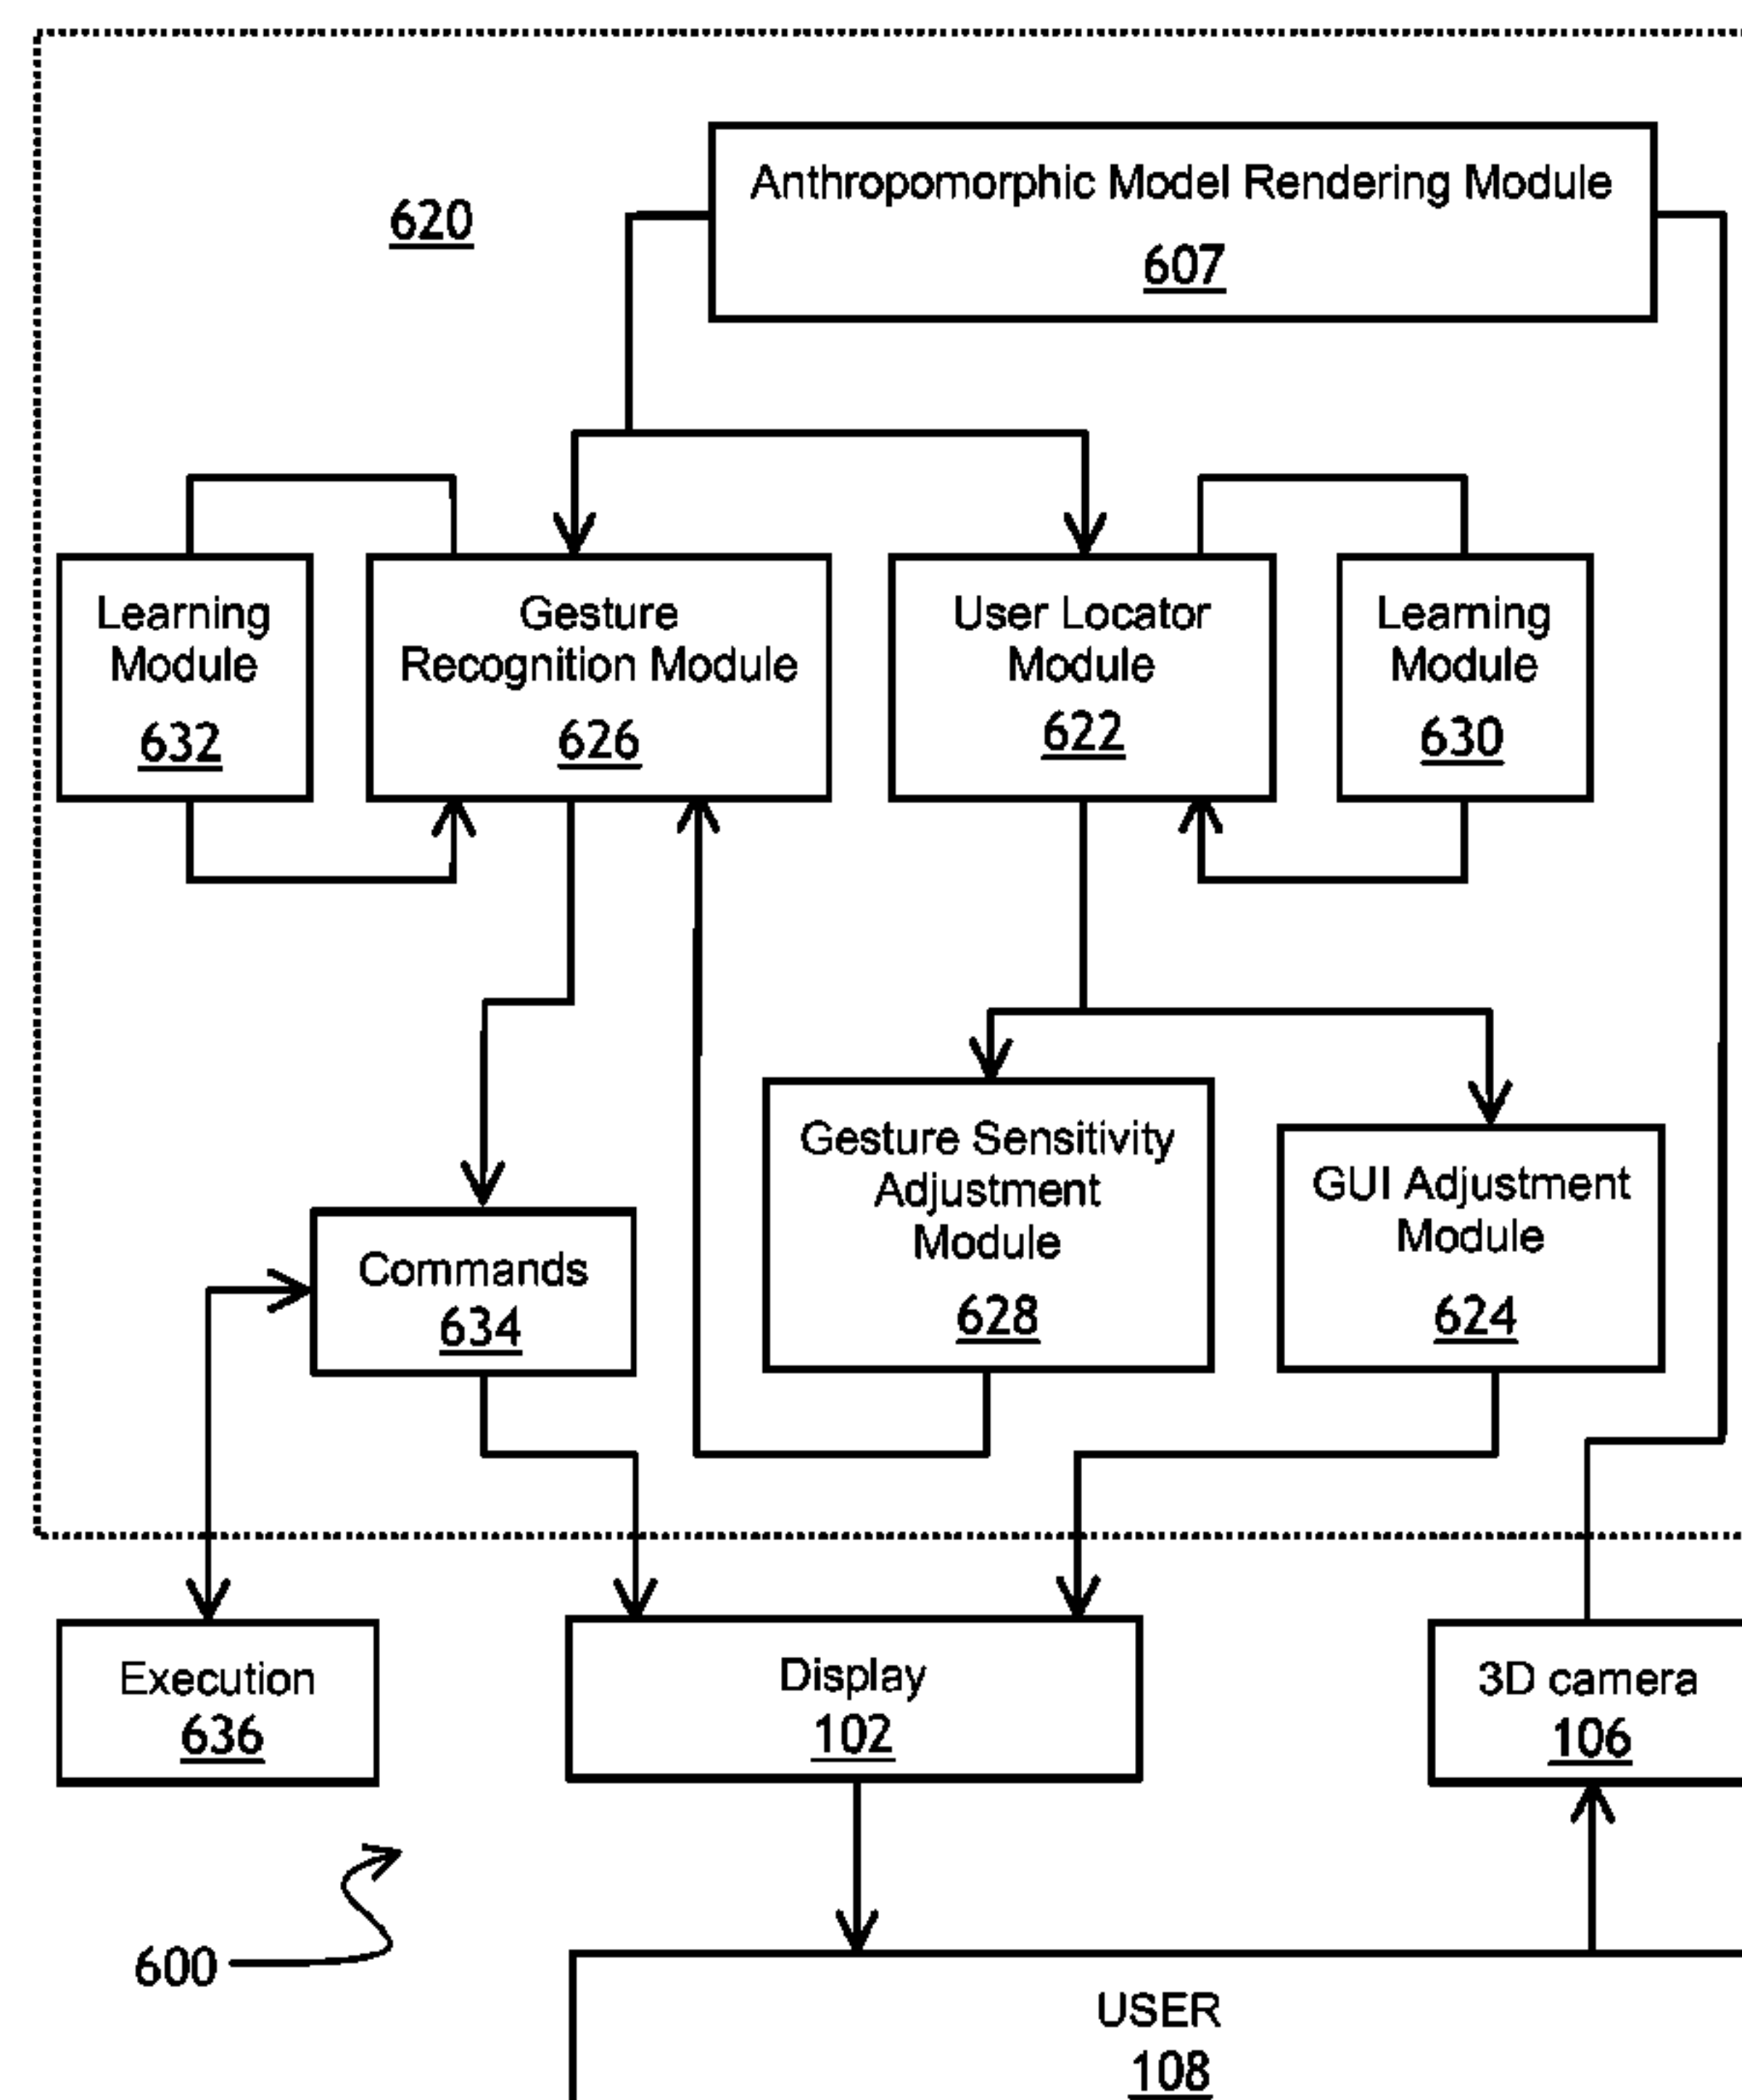 Anthropomorphic Model Rendering Module
607
620
Learning
Module
632
Gesture
Recognition Module
626
User Locator
Module
622
Learning
Module
630
Gesture Sensitivity
Adjustment
Module
628
GUI Adjustment
Module
624
Commands
634
Execution
636
Display
102
3D camera
106
600
USER
108